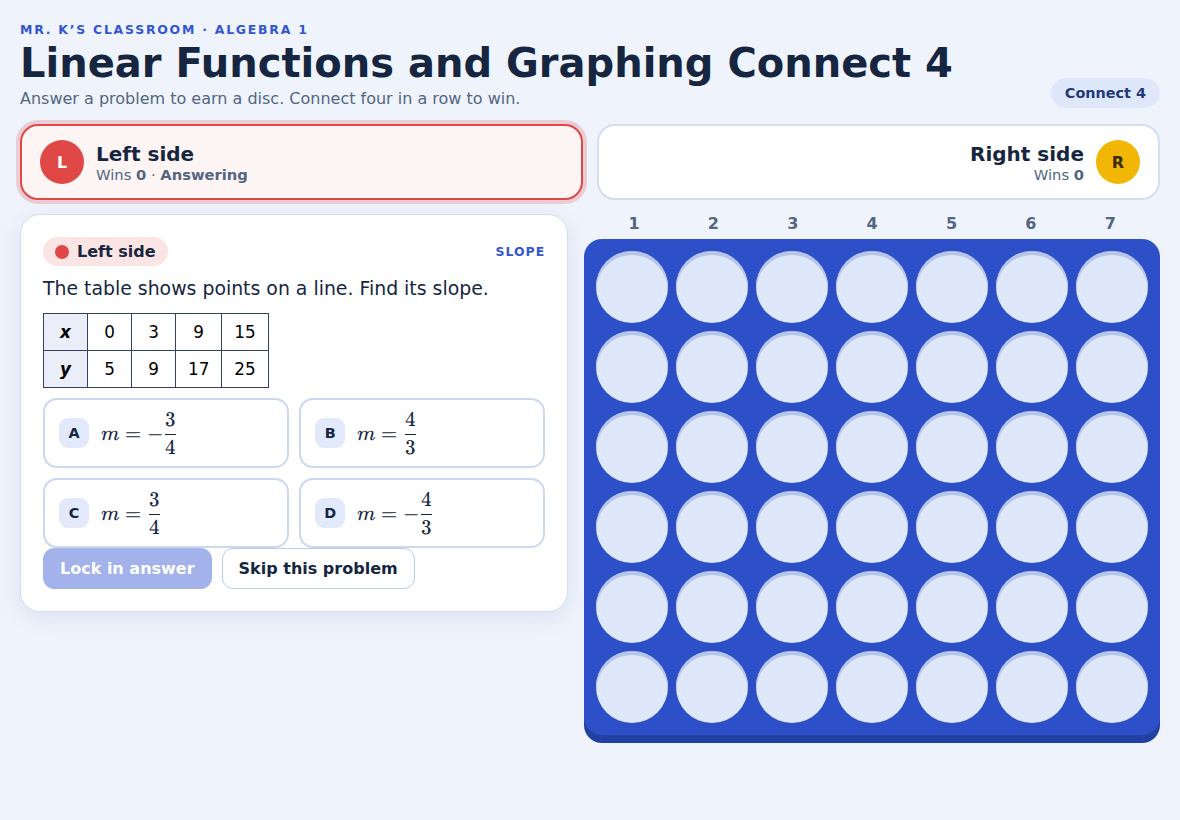 MR. K’S CLASSROOM · ALGEBRA 1
Linear Functions and Graphing Connect 4
Answer a problem to earn a disc. Connect four in a row to win.
Connect 4
L
Left side
Wins 0 · Answering
Right side
Wins 0
R
Left side
SLOPE
The table shows points on a line. Find its slope.
x 0 3 9 15
y 5 9 17 25
A m = −3/4
B m = 4/3
C m = 3/4
D m = −4/3
Lock in answer
Skip this problem
1 2 3 4 5 6 7